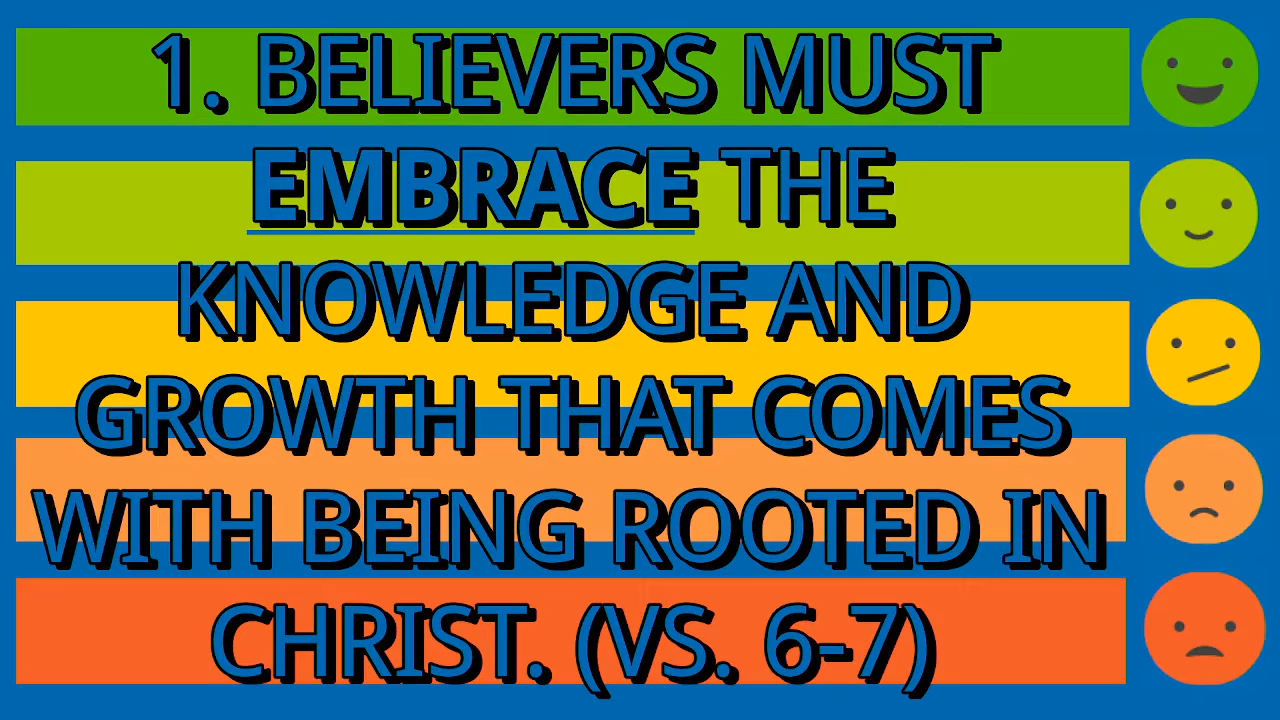 1. BELIEVERS MUST
EMBRACE THE
KNOWLEDGE AND
GROWTH THAT COMES
WITH BEING ROOTED IN
CHRIST. (VS. 6-7)